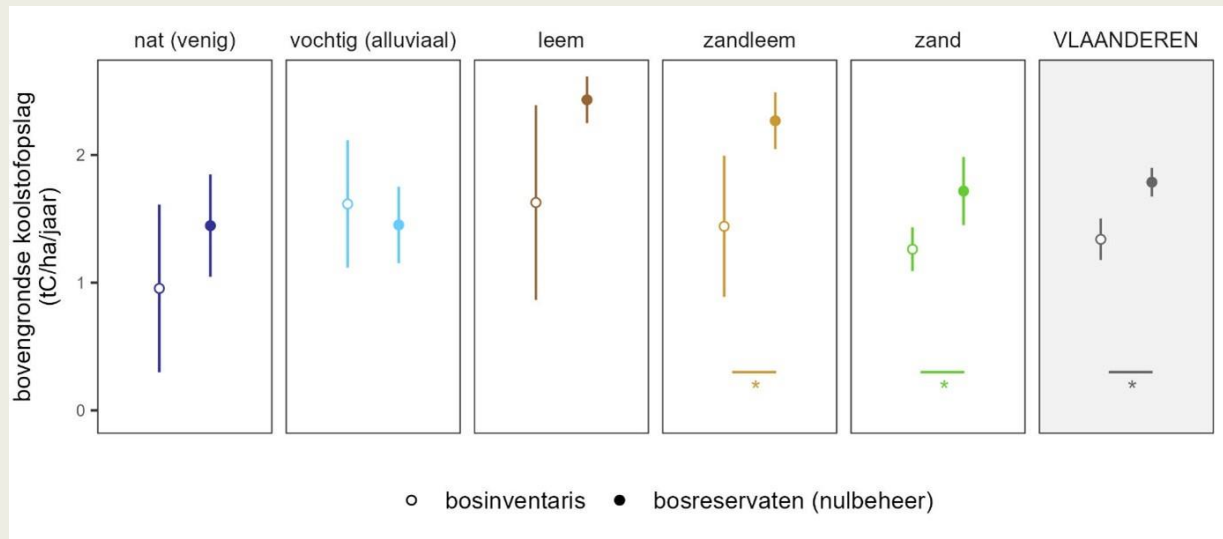 nat (venig)
vochtig (alluviaal)
leem
zandleem
zand
VLAANDEREN
bovengrondse koolstofopslag
(tC/ha/jaar)
2
1
0
*
*
*
bosinventaris
bosreservaten (nulbeheer)